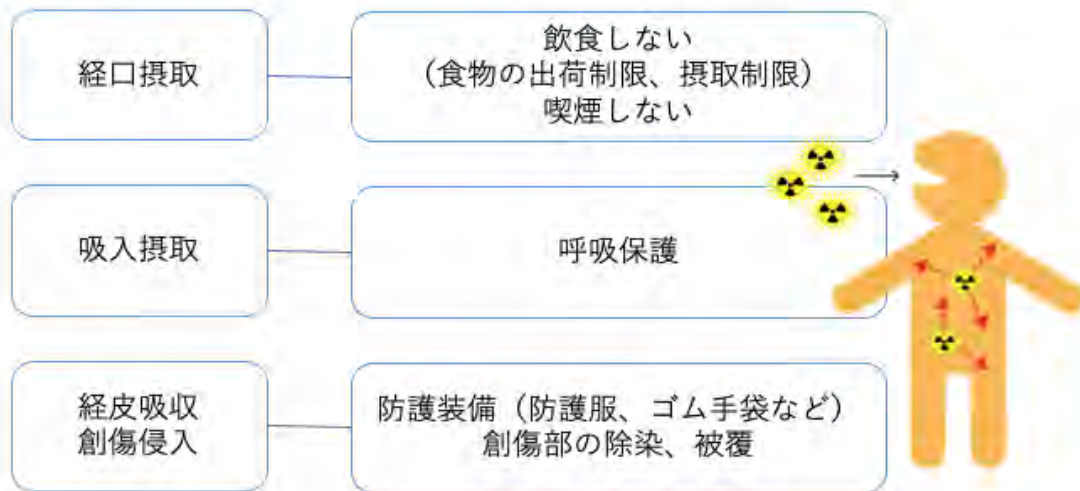 経口摂取
飲食しない
（食物の出荷制限、摂取制限）
喫煙しない
吸入摂取
呼吸保護
経皮吸収
創傷侵入
防護装備（防護服、ゴム手袋など）
創傷部の除染、被覆